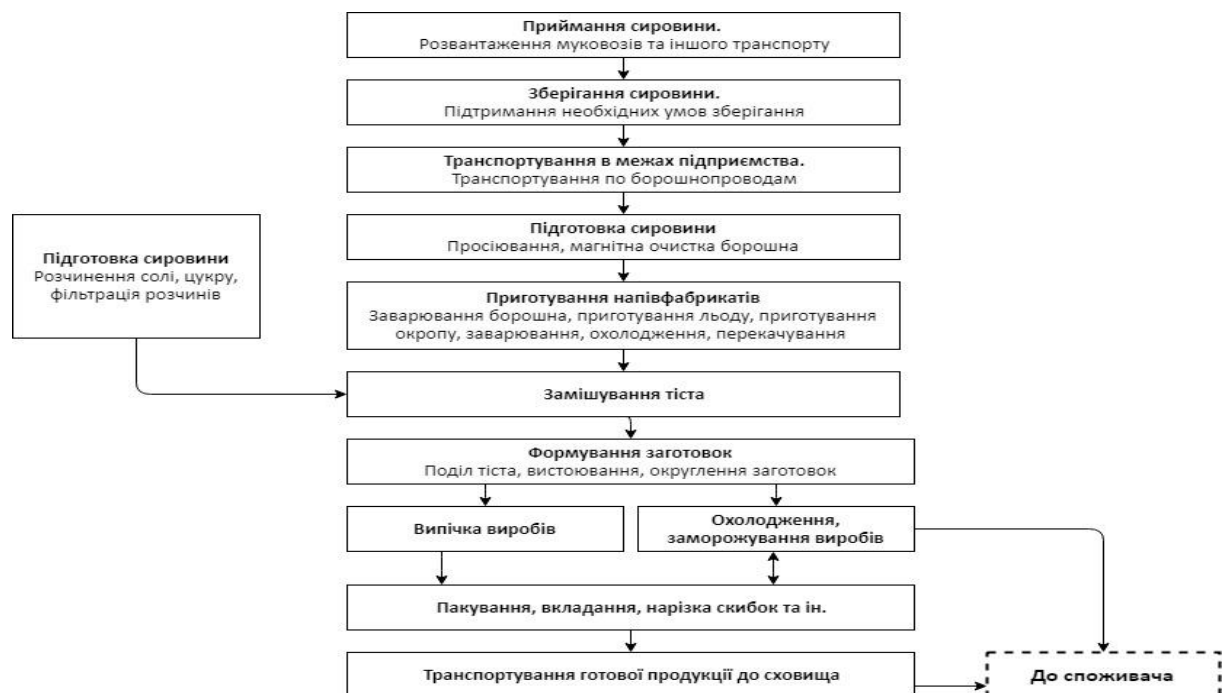 Приймання сировини.
Розвантаження муковозів та іншого транспорту
Зберігання сировини.
Підтримання необхідних умов зберігання
Транспортування в межах підприємства.
Транспортування по борошнопроводам
Підготовка сировини
Просіювання, магнітна очистка борошна
Підготовка сировини
Розчинення солі, цукру,
фільтрація розчинів
Приготування напівфабрикатів
Заварювання борошна, приготування льоду, приготування
окропу, заварювання, охолодження, перекачування
Замішування тіста
Формування заготовок
Поділ тіста, вистоювання, округлення заготовок
Випічка виробів
Охолодження,
заморожування виробів
Пакування, вкладання, нарізка скибок та ін.
Транспортування готової продукції до сховища
До споживача